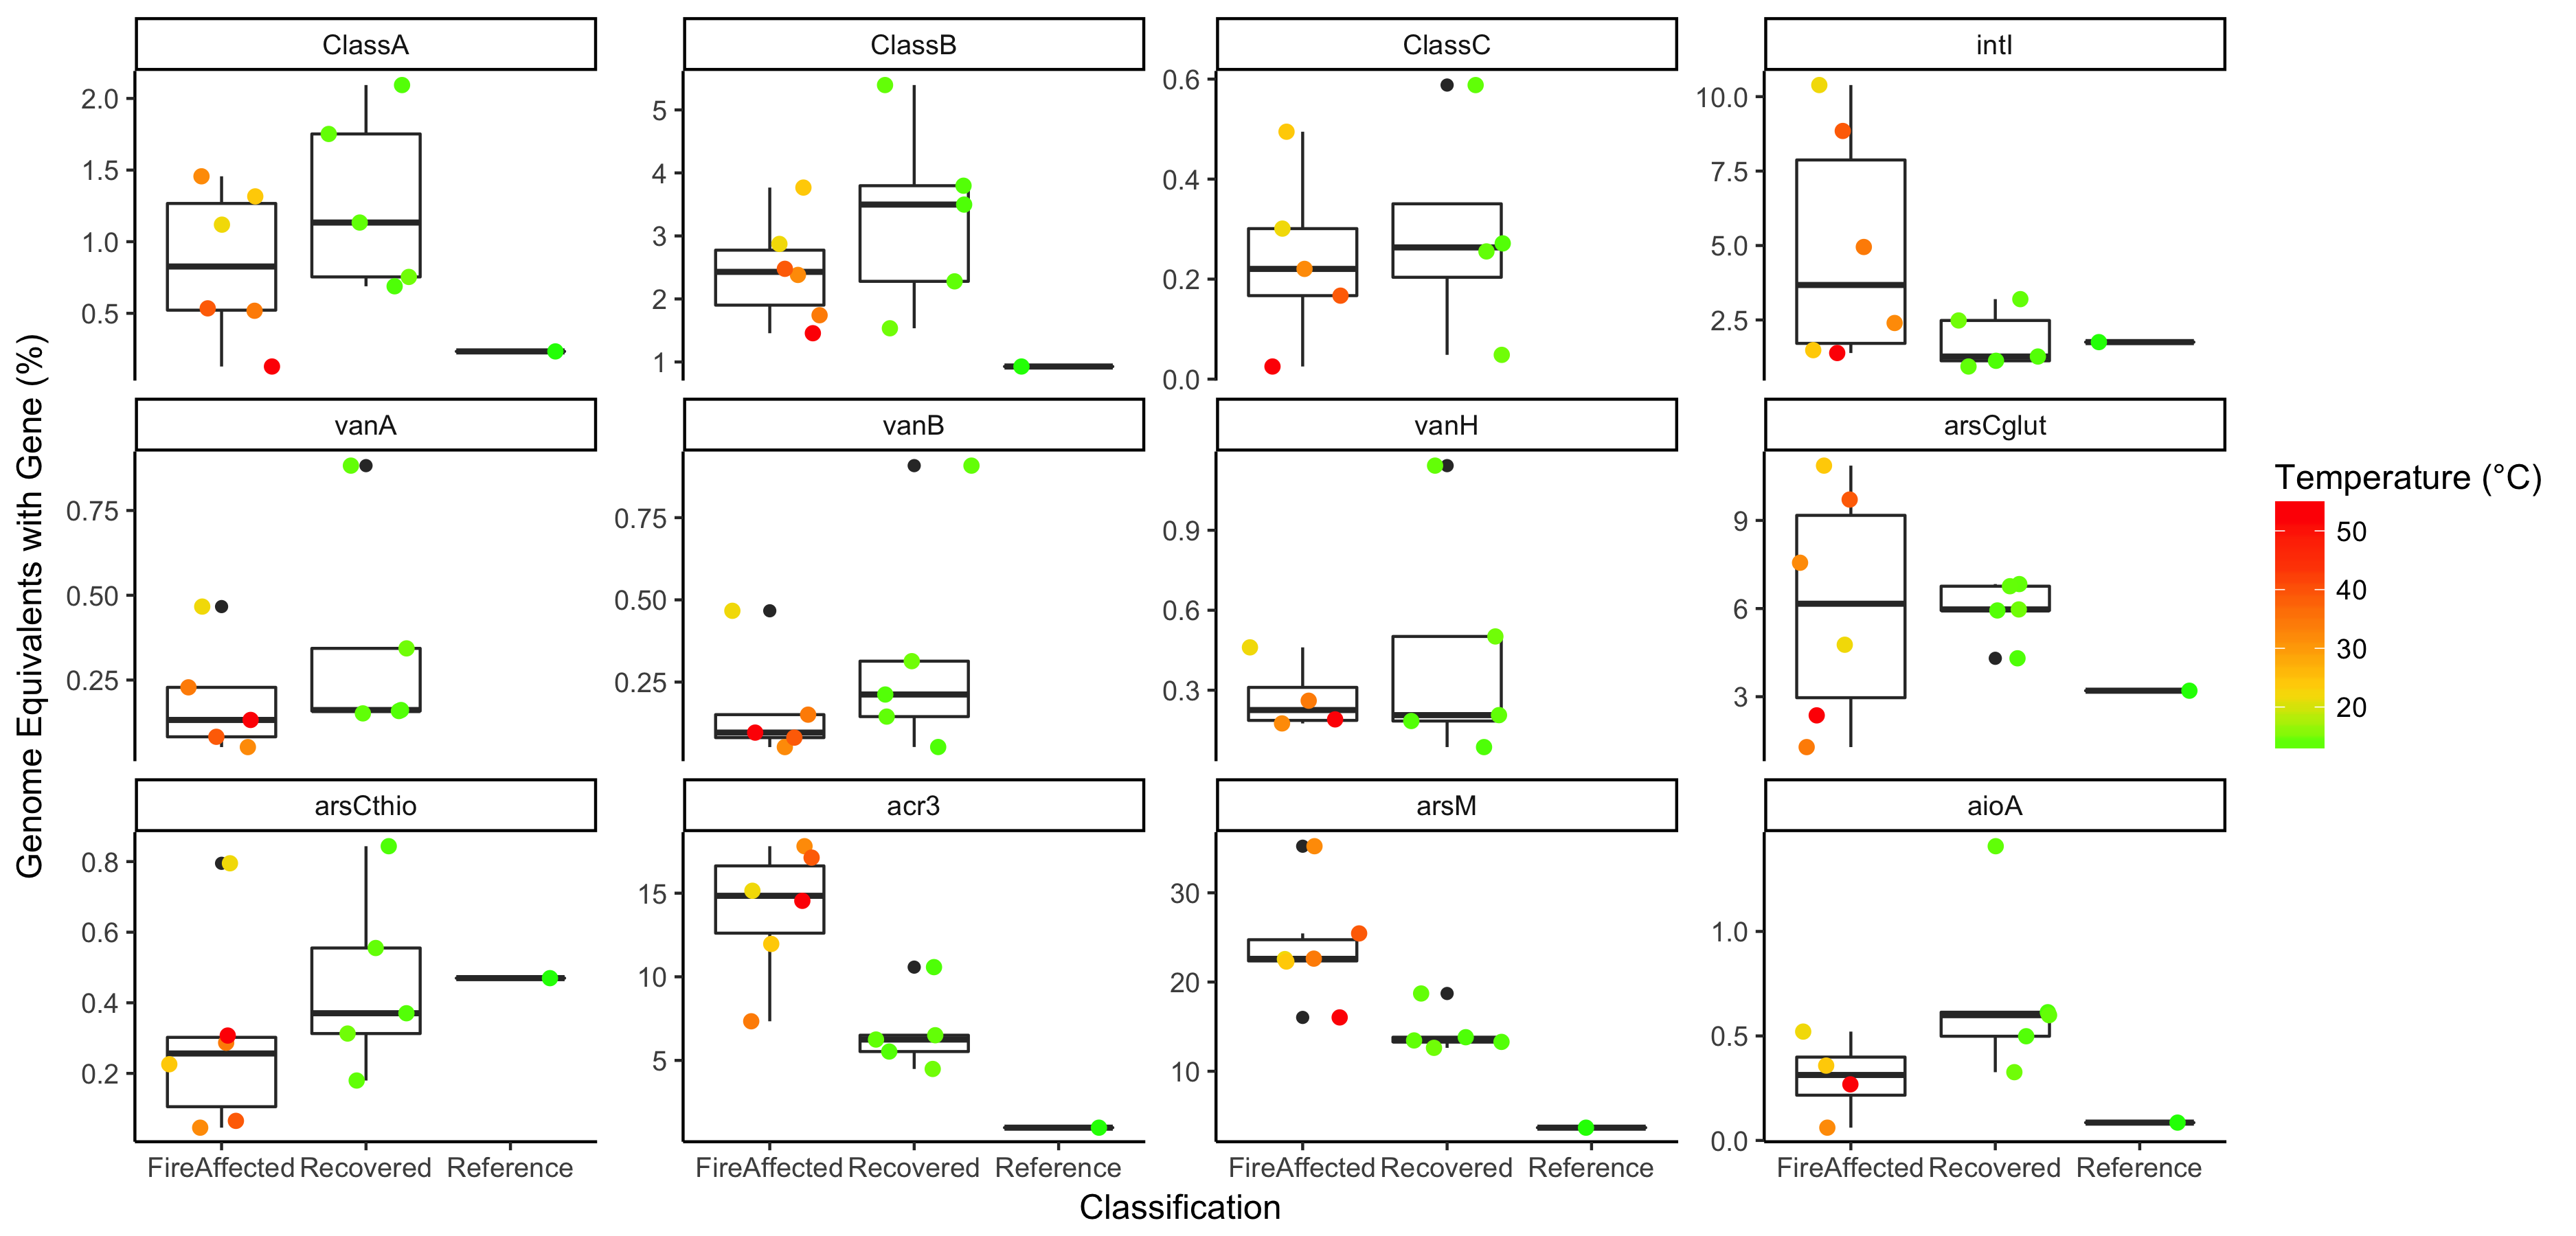 ClassA
ClassB
ClassC
intI
2.0
1.5
1.0
0.5
5
4
3
2
1
0.6
0.4
0.2
0.0
10.0
7.5
5.0
2.5
vanA
vanB
vanH
arsCglut
0.75
0.50
0.25
0.75
0.50
0.25
0.9
0.6
0.3
9
6
3
arsCthio
acr3
arsM
aioA
0.8
0.6
0.4
0.2
15
10
5
30
20
10
1.0
0.5
0.0
FireAffected Recovered Reference
FireAffected Recovered Reference
FireAffected Recovered Reference
FireAffected Recovered Reference
Classification
Genome Equivalents with Gene (%)
Temperature (°C)
50
40
30
20